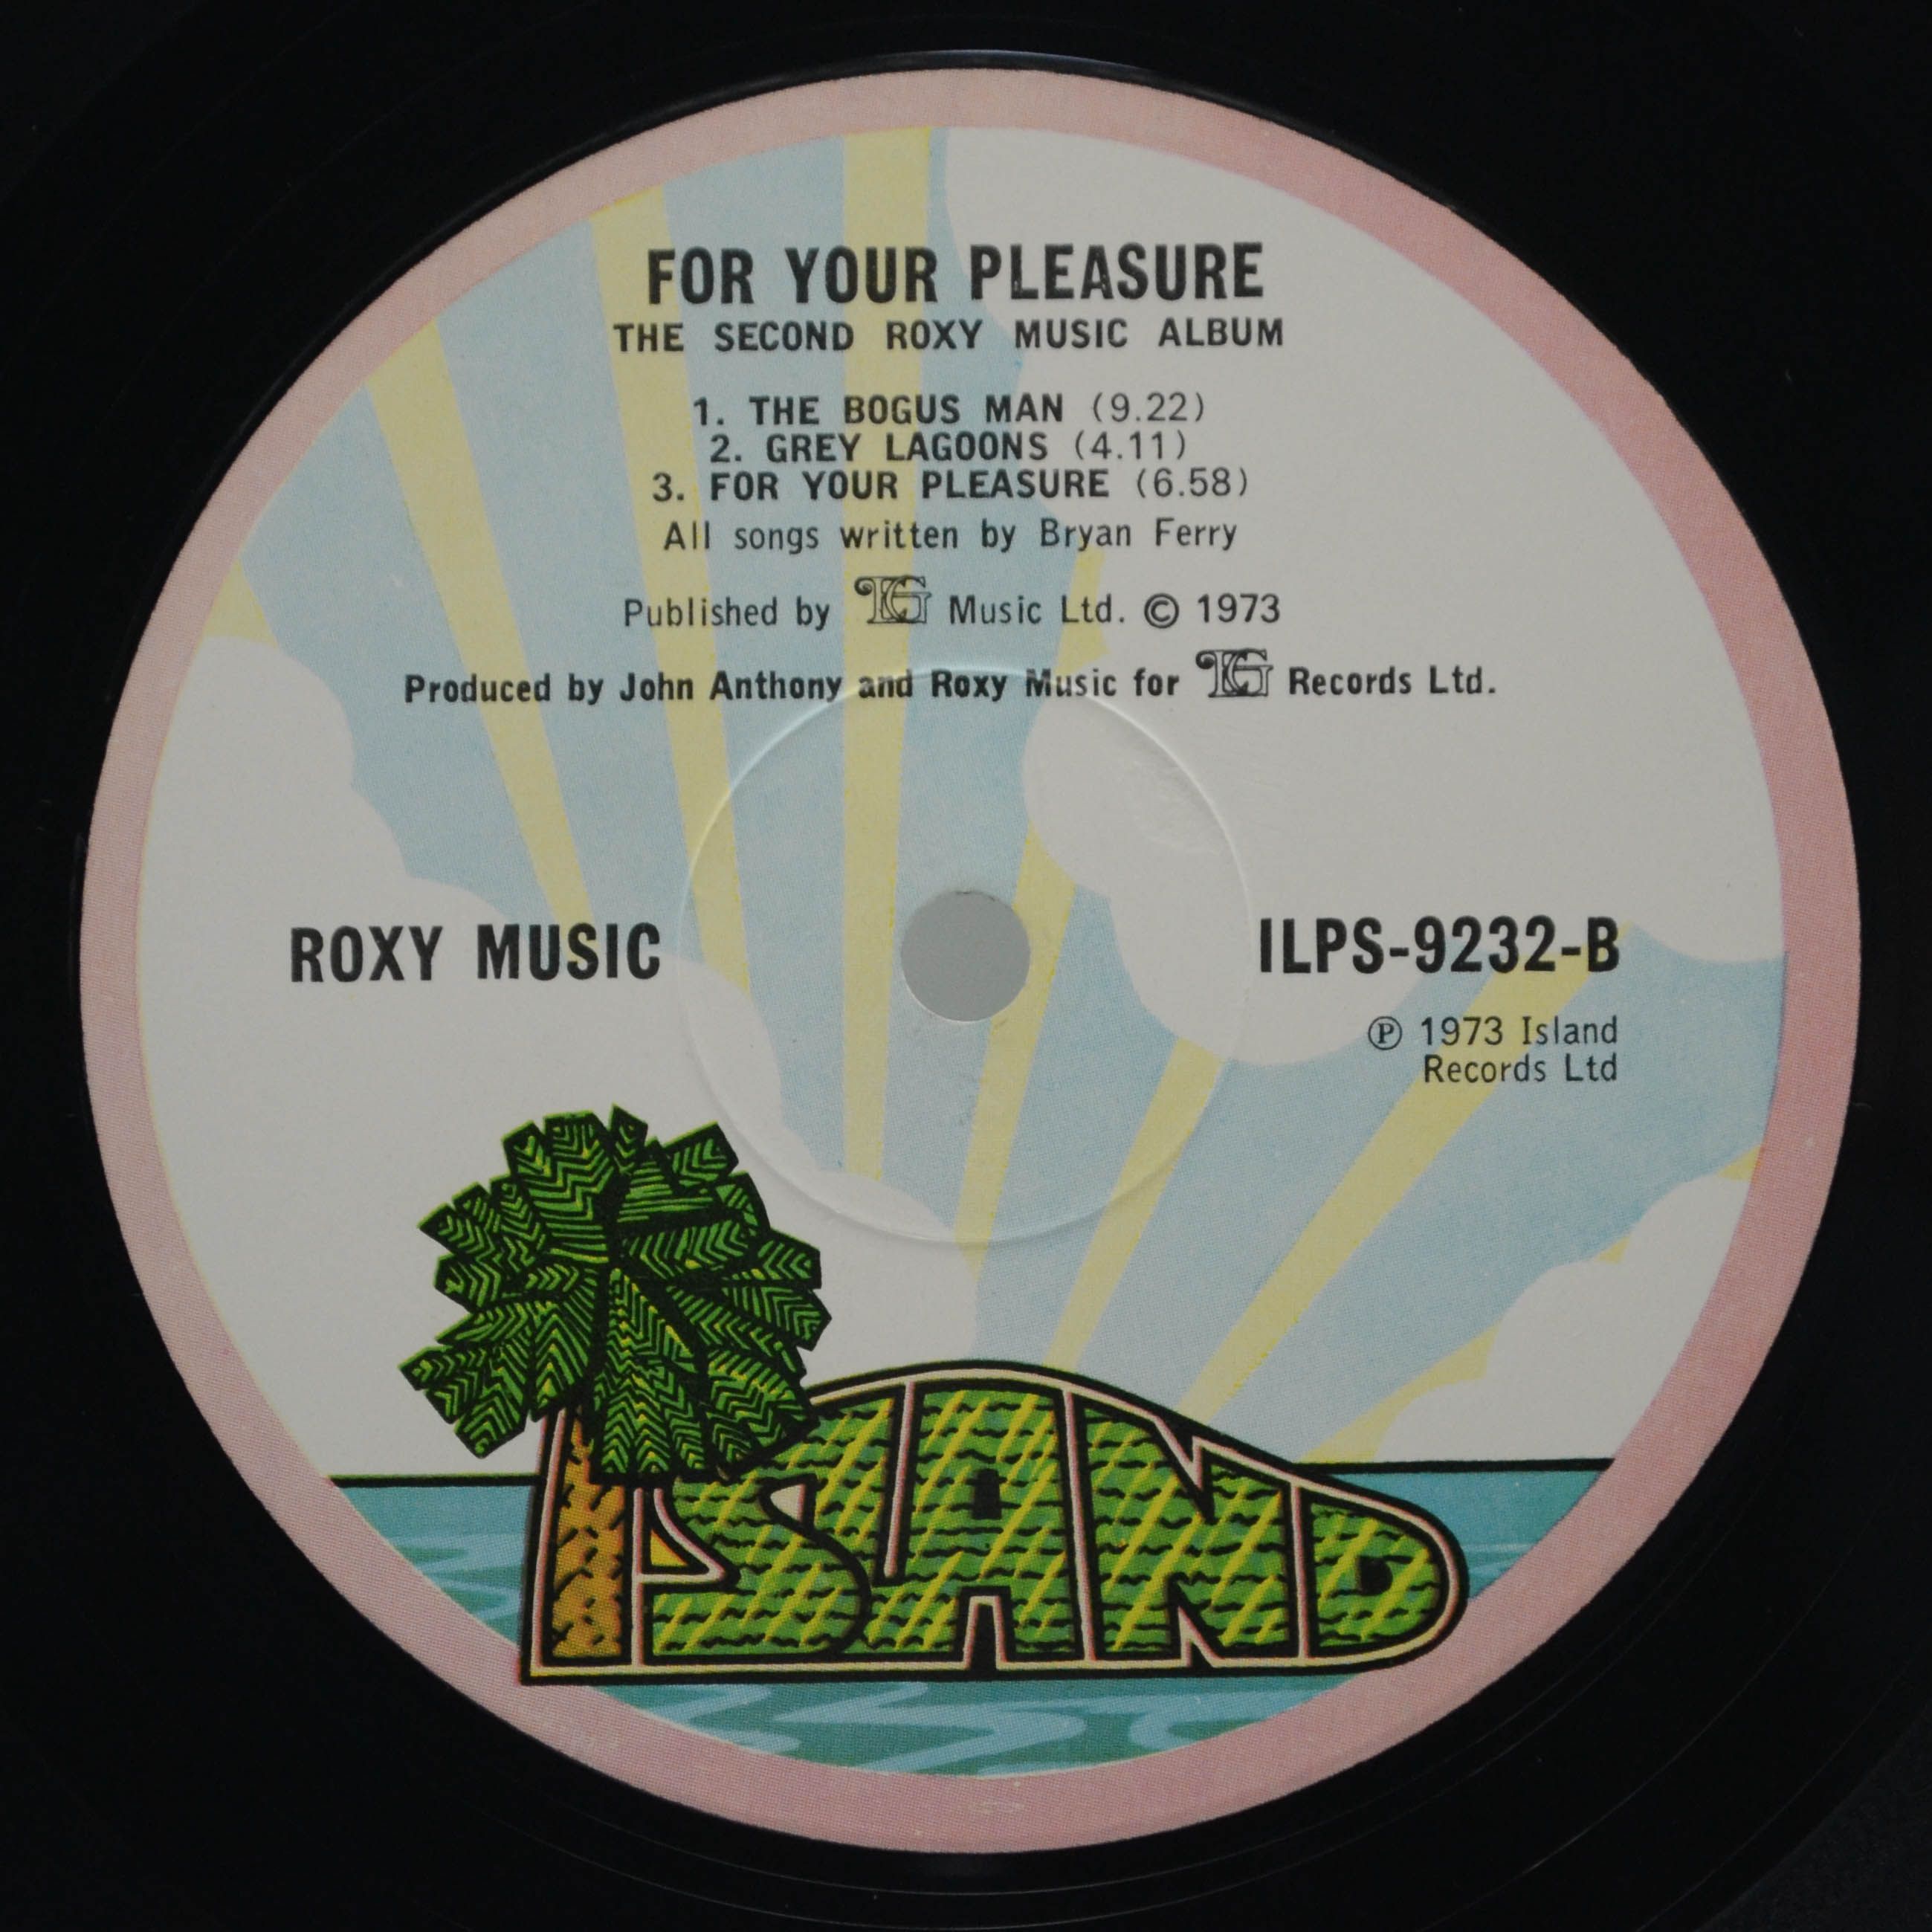 FOR YOUR PLEASURE
THE SECOND ROXY MUSIC ALBUM
1. THE BOGUS MAN (9.22)
2. GREY LAGOONS (4.11)
3. FOR YOUR PLEASURE (6.58)
All songs written by Bryan Ferry
Published by EG Music Ltd. © 1973
Produced by John Anthony and Roxy Music for EG Records Ltd.
ROXY MUSIC
ILPS-9232-B
℗ 1973 Island
Records Ltd
ISLAND